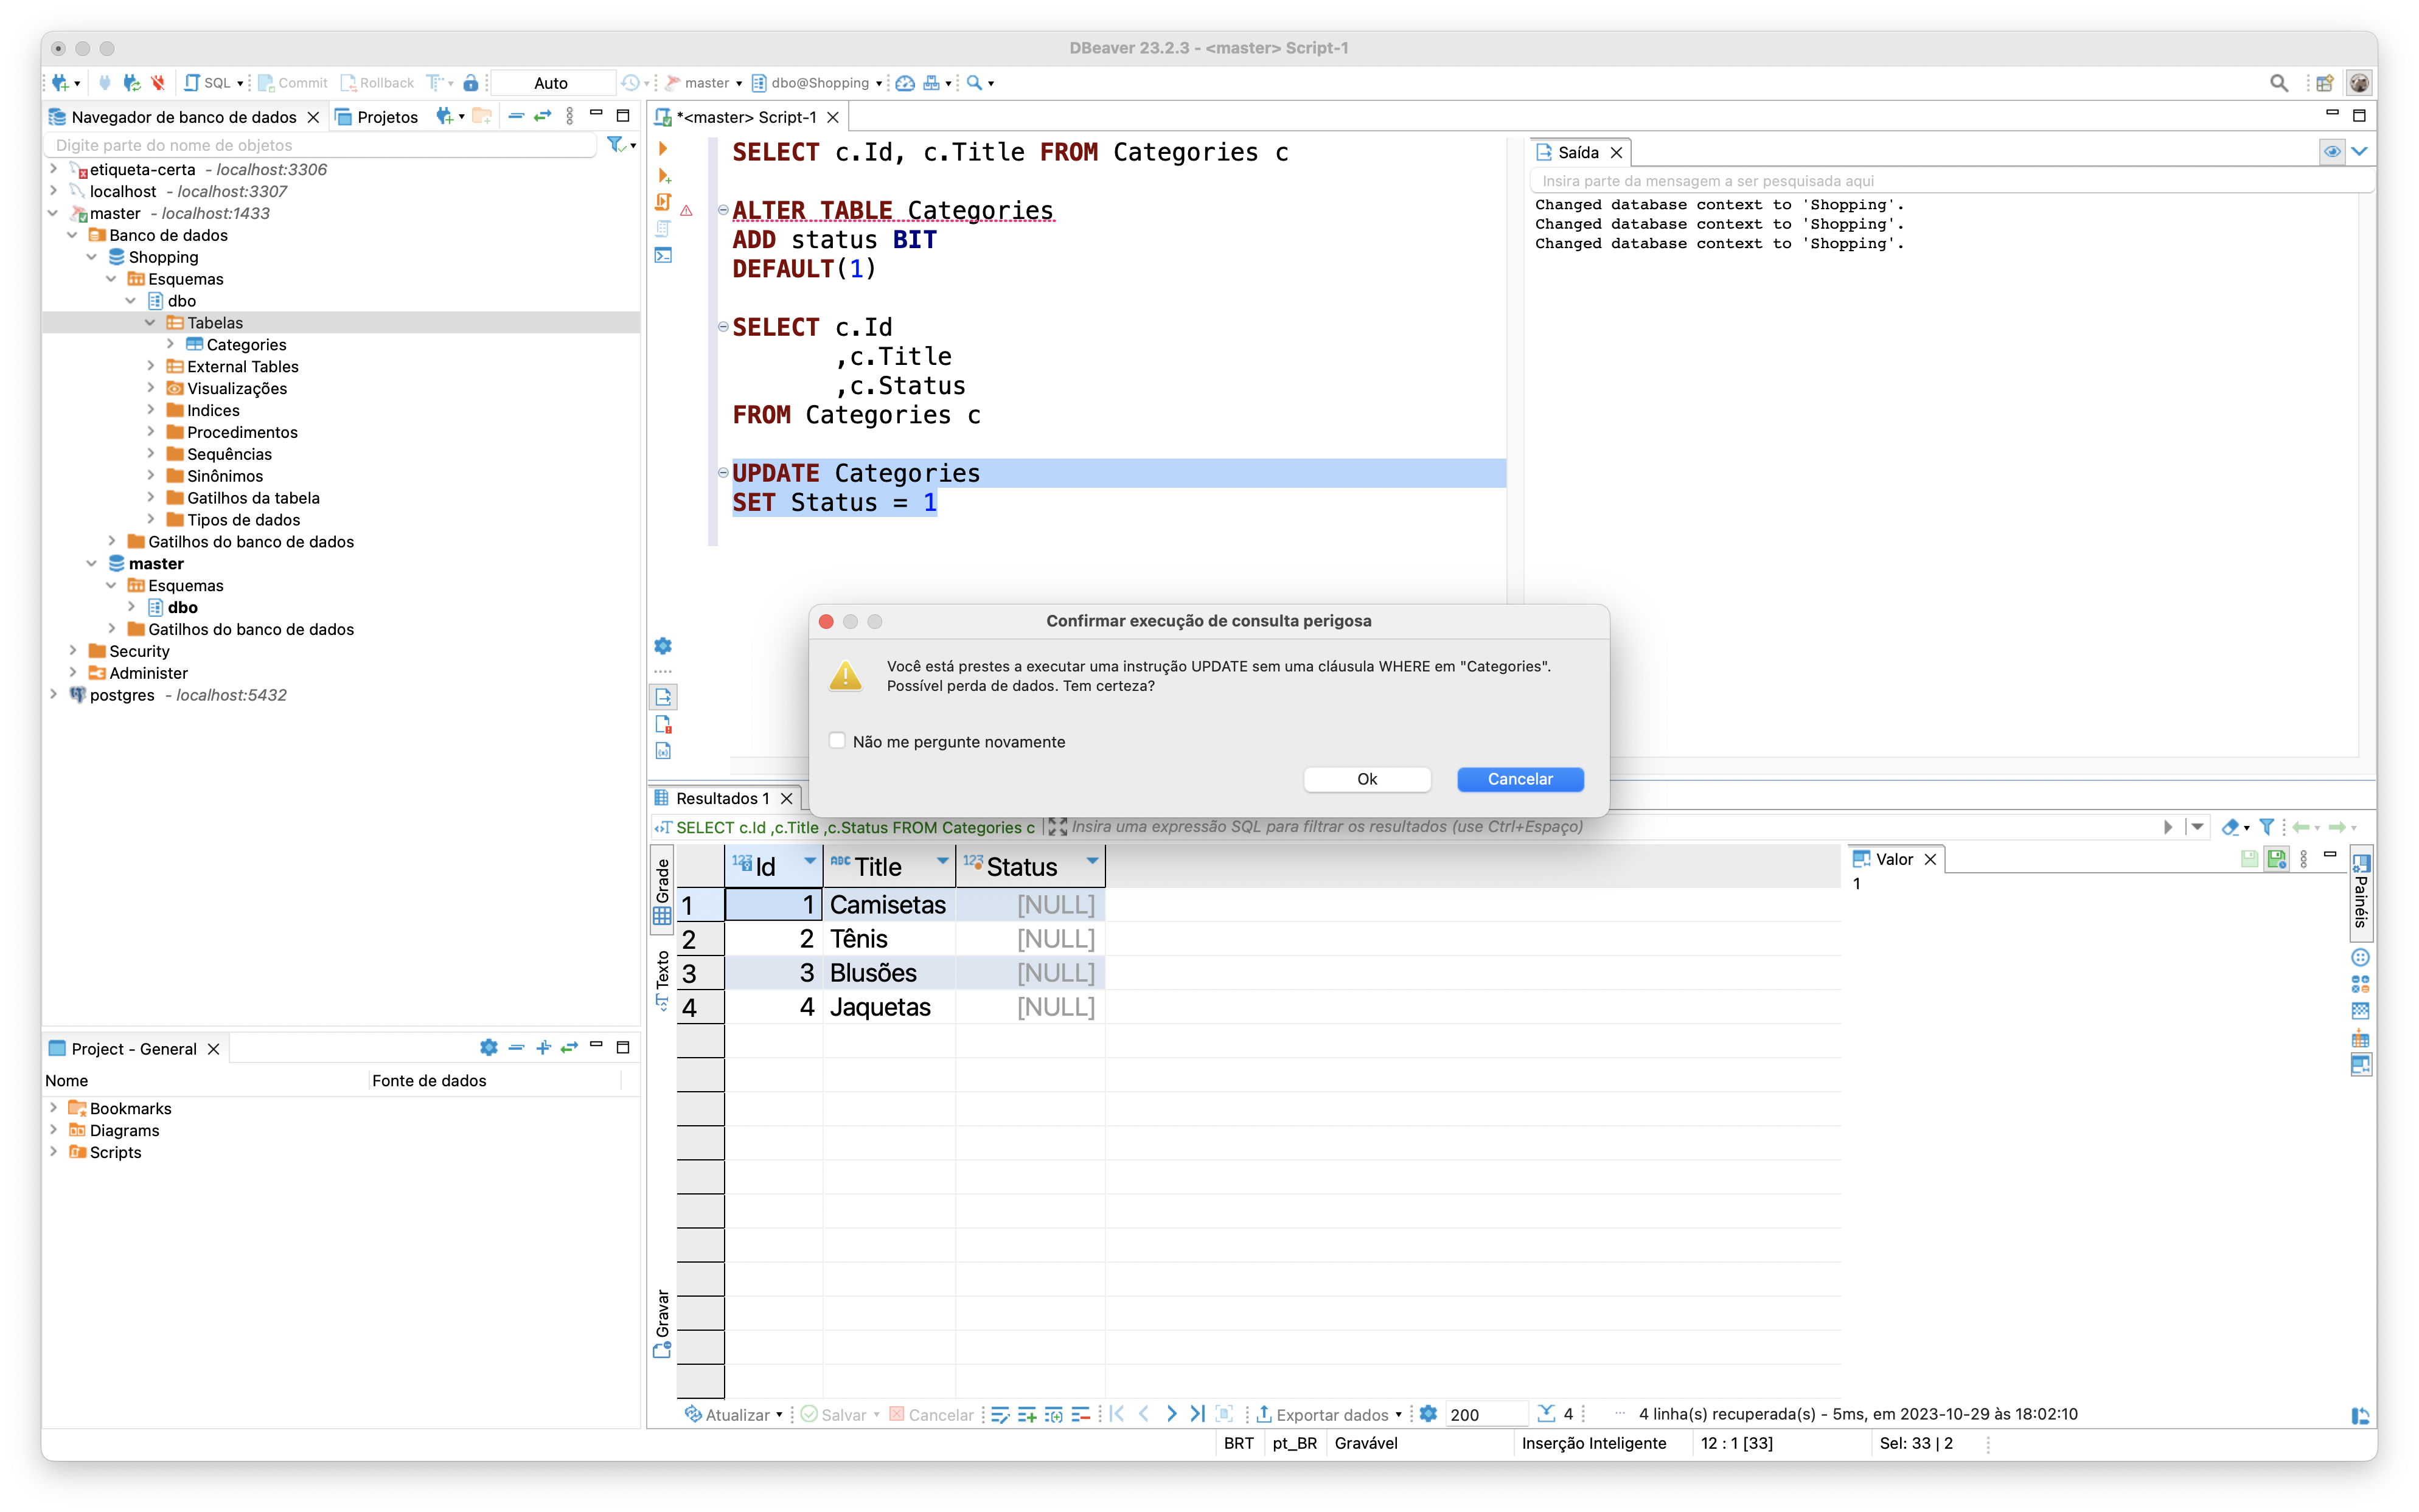 DBeaver 23.2.3 - <master> Script-1
SQL
Commit
Rollback
Auto
master
dbo@Shopping
Navegador de banco de dados
Projetos
Digite parte do nome de objetos
etiqueta-certa - localhost:3306
localhost - localhost:3307
master - localhost:1433
Banco de dados
Shopping
Esquemas
dbo
Tabelas
Categories
External Tables
Visualizações
Indices
Procedimentos
Sequências
Sinônimos
Gatilhos da tabela
Tipos de dados
Gatilhos do banco de dados
master
Esquemas
dbo
Gatilhos do banco de dados
Security
Administer
postgres - localhost:5432
Project - General
Nome Fonte de dados
Bookmarks
Diagrams
Scripts
*<master> Script-1
SELECT c.Id, c.Title FROM Categories c
ALTER TABLE Categories
ADD status BIT
DEFAULT(1)
SELECT c.Id
,c.Title
,c.Status
FROM Categories c
UPDATE Categories
SET Status = 1
Saída
Insira parte da mensagem a ser pesquisada aqui
Changed database context to 'Shopping'.
Changed database context to 'Shopping'.
Changed database context to 'Shopping'.
Confirmar execução de consulta perigosa
Você está prestes a executar uma instrução UPDATE sem uma cláusula WHERE em "Categories".
Possível perda de dados. Tem certeza?
Não me pergunte novamente
Ok
Cancelar
Resultados 1
SELECT c.Id ,c.Title ,c.Status FROM Categories c
Insira uma expressão SQL para filtrar os resultados (use Ctrl+Espaço)
Grade
Texto
Gravar
123 Id ABC Title 123 Status
1 1 Camisetas [NULL]
2 2 Tênis [NULL]
3 3 Blusões [NULL]
4 4 Jaquetas [NULL]
Valor
1
Painéis
Atualizar
Salvar
Cancelar
Exportar dados
200
4
4 linha(s) recuperada(s) - 5ms, em 2023-10-29 às 18:02:10
BRT
pt_BR
Gravável
Inserção Inteligente
12 : 1 [33]
Sel: 33 | 2